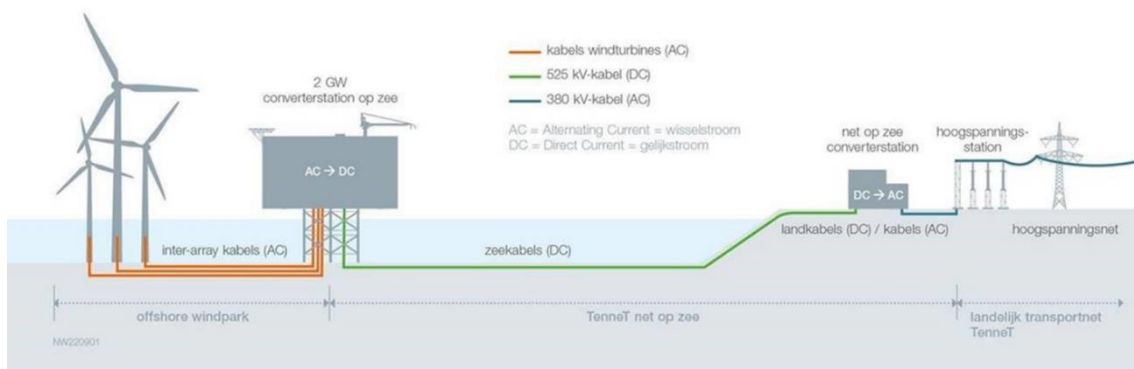 kabels windturbines (AC)
525 kV-kabel (DC)
380 kV-kabel (AC)
AC = Alternating Current = wisselstroom
DC = Direct Current = gelijkstroom
2 GW
converterstation op zee
AC → DC
net op zee
converterstation
DC → AC
hoogspannings-
station
inter-array kabels (AC)
zeekabels (DC)
landkabels (DC) / kabels (AC)
hoogspanningsnet
offshore windpark
TenneT net op zee
landelijk transportnet
TenneT
NW220901